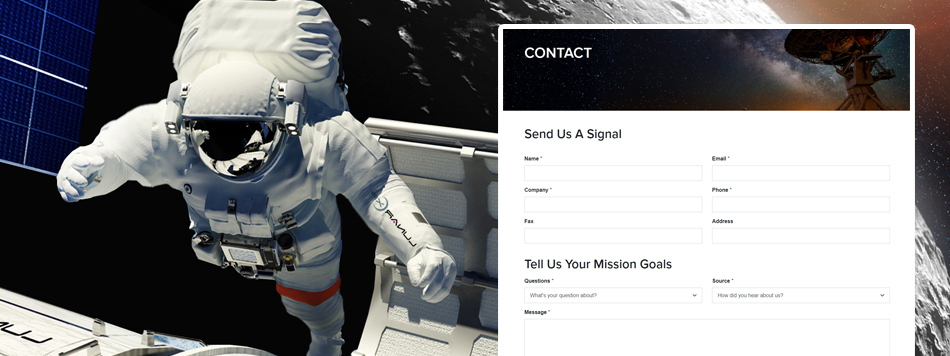 LUNAR
CONTACT
Send Us A Signal
Name * Email *
Company * Phone *
Fax Address
Tell Us Your Mission Goals
Questions * Source *
What's your question about? How did you hear about us?
Message *